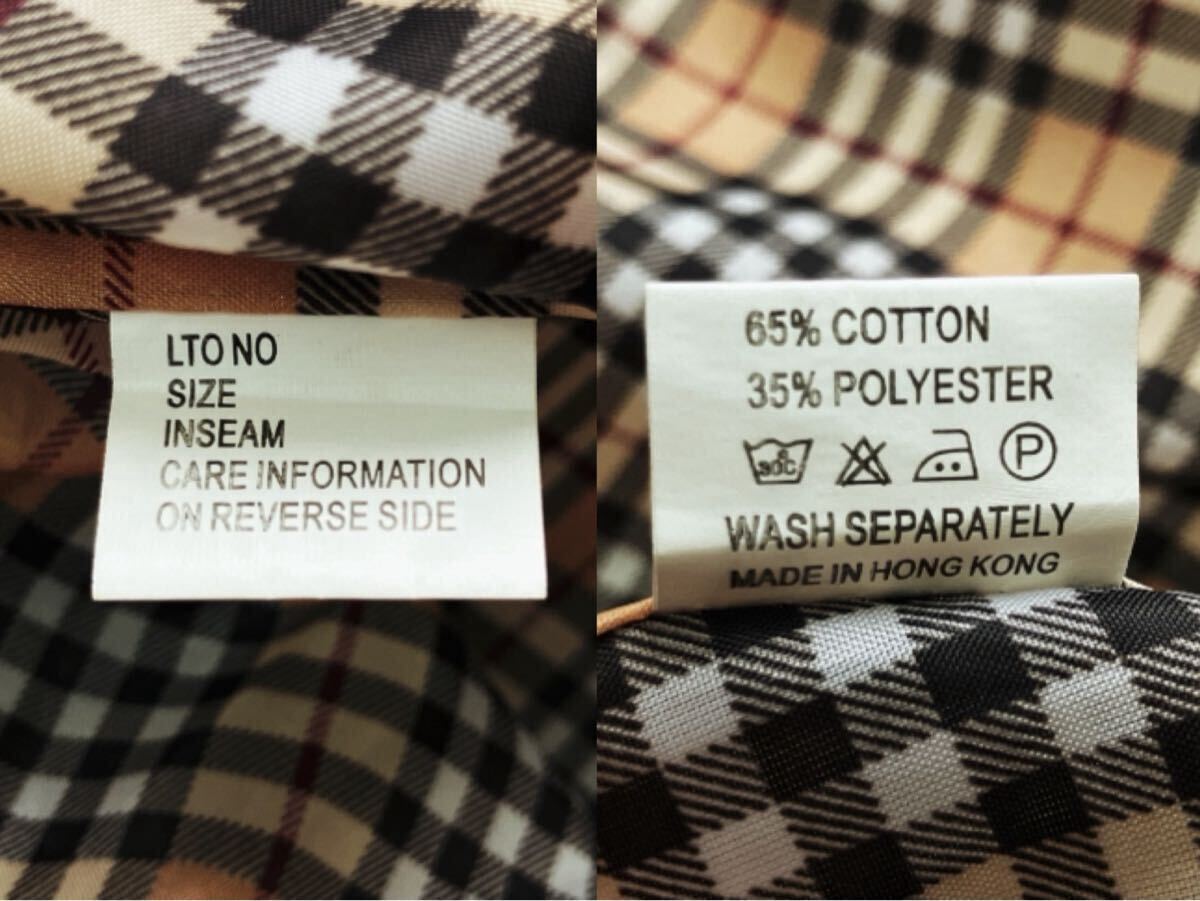 LTO NO
SIZE
INSEAM
CARE INFORMATION
ON REVERSE SIDE
65% COTTON
35% POLYESTER
P
WASH SEPARATELY
MADE IN HONG KONG